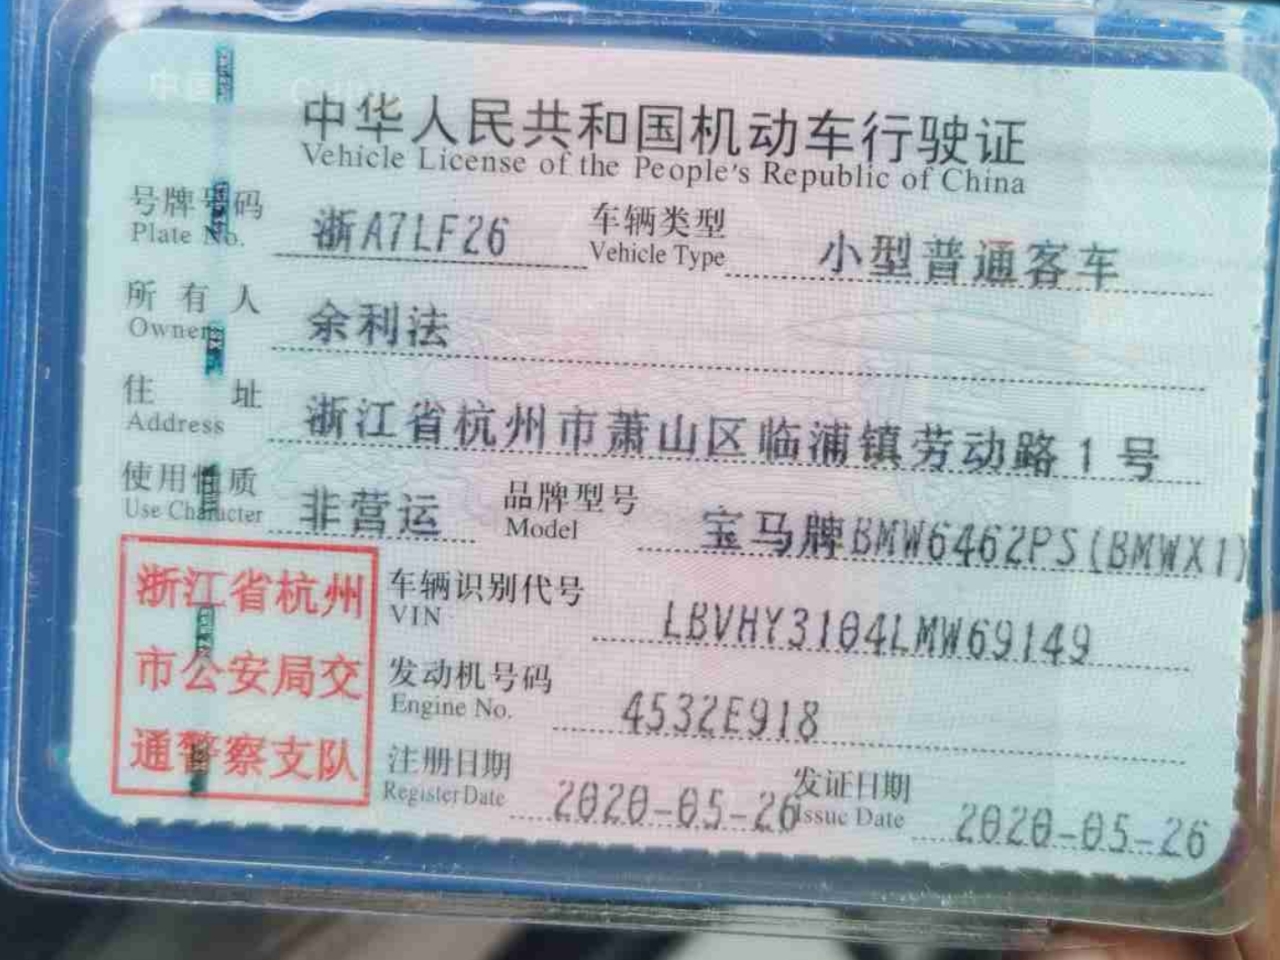 中国 CHINA
中华人民共和国机动车行驶证
Vehicle License of the People's Republic of China
号牌号码 浙A7LF26 车辆类型 小型普通客车
Plate No. Vehicle Type
所有人 余利法
Owner
住址 浙江省杭州市萧山区临浦镇劳动路1号
Address
使用性质 非营运 品牌型号 宝马牌BMW6462PS(BMWX1)
Use Character Model
浙江省杭州
市公安局交
通警察支队
车辆识别代号 LBVHY3104LMW69149
VIN
发动机号码 4532E918
Engine No.
注册日期 2020-05-26 发证日期 2020-05-26
Register Date Issue Date